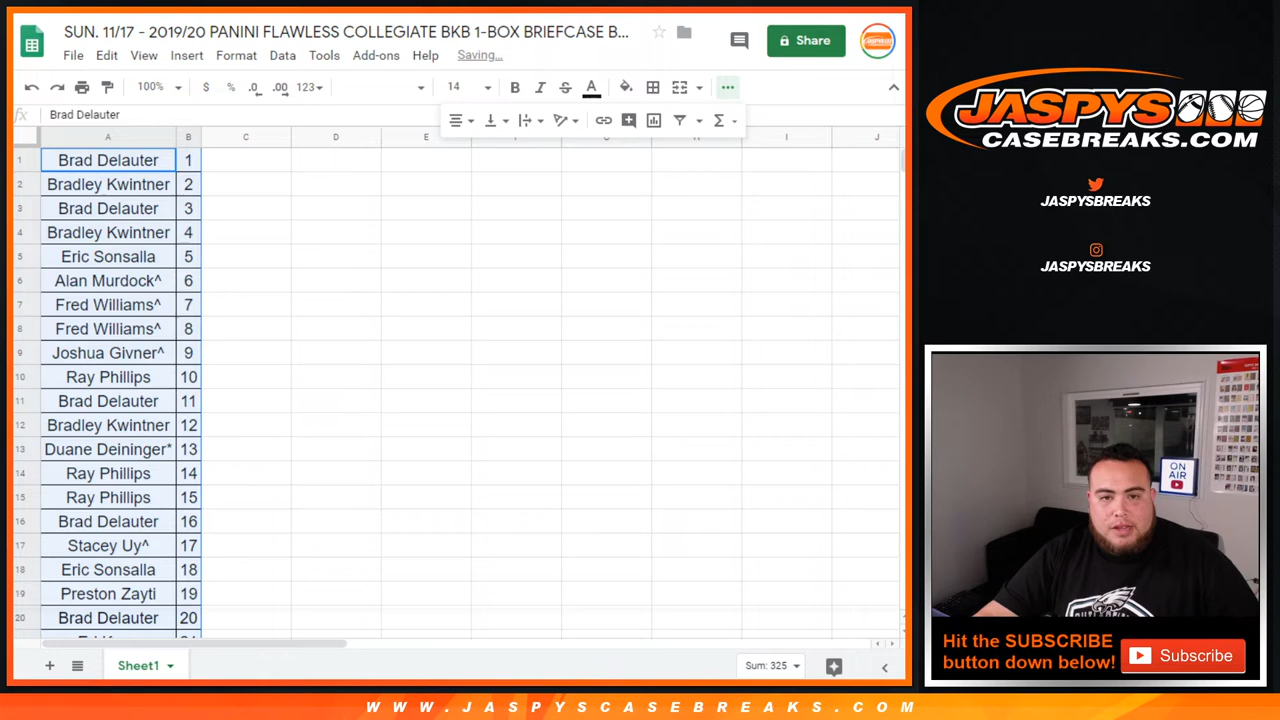 SUN. 11/17 - 2019/20 PANINI FLAWLESS COLLEGIATE BKB 1-BOX BRIEFCASE B...
Share
File Edit View Insert Format Data Tools Add-ons Help Saving...
100% $ % .0 .00 123 14 B I S A
fx Brad Delauter
A B C D E F G H I J
1 Brad Delauter 1
2 Bradley Kwintner 2
3 Brad Delauter 3
4 Bradley Kwintner 4
5 Eric Sonsalla 5
6 Alan Murdock^ 6
7 Fred Williams^ 7
8 Fred Williams^ 8
9 Joshua Givner^ 9
10 Ray Phillips 10
11 Brad Delauter 11
12 Bradley Kwintner 12
13 Duane Deininger* 13
14 Ray Phillips 14
15 Ray Phillips 15
16 Brad Delauter 16
17 Stacey Uy^ 17
18 Eric Sonsalla 18
19 Preston Zayti 19
20 Brad Delauter 20
Sheet1
Sum: 325
JASPYS
CASEBREAKS.COM
JASPYSBREAKS
JASPYSBREAKS
ON
AIR
Hit the SUBSCRIBE
button down below!
Subscribe
WWW.JASPYSCASEBREAKS.COM